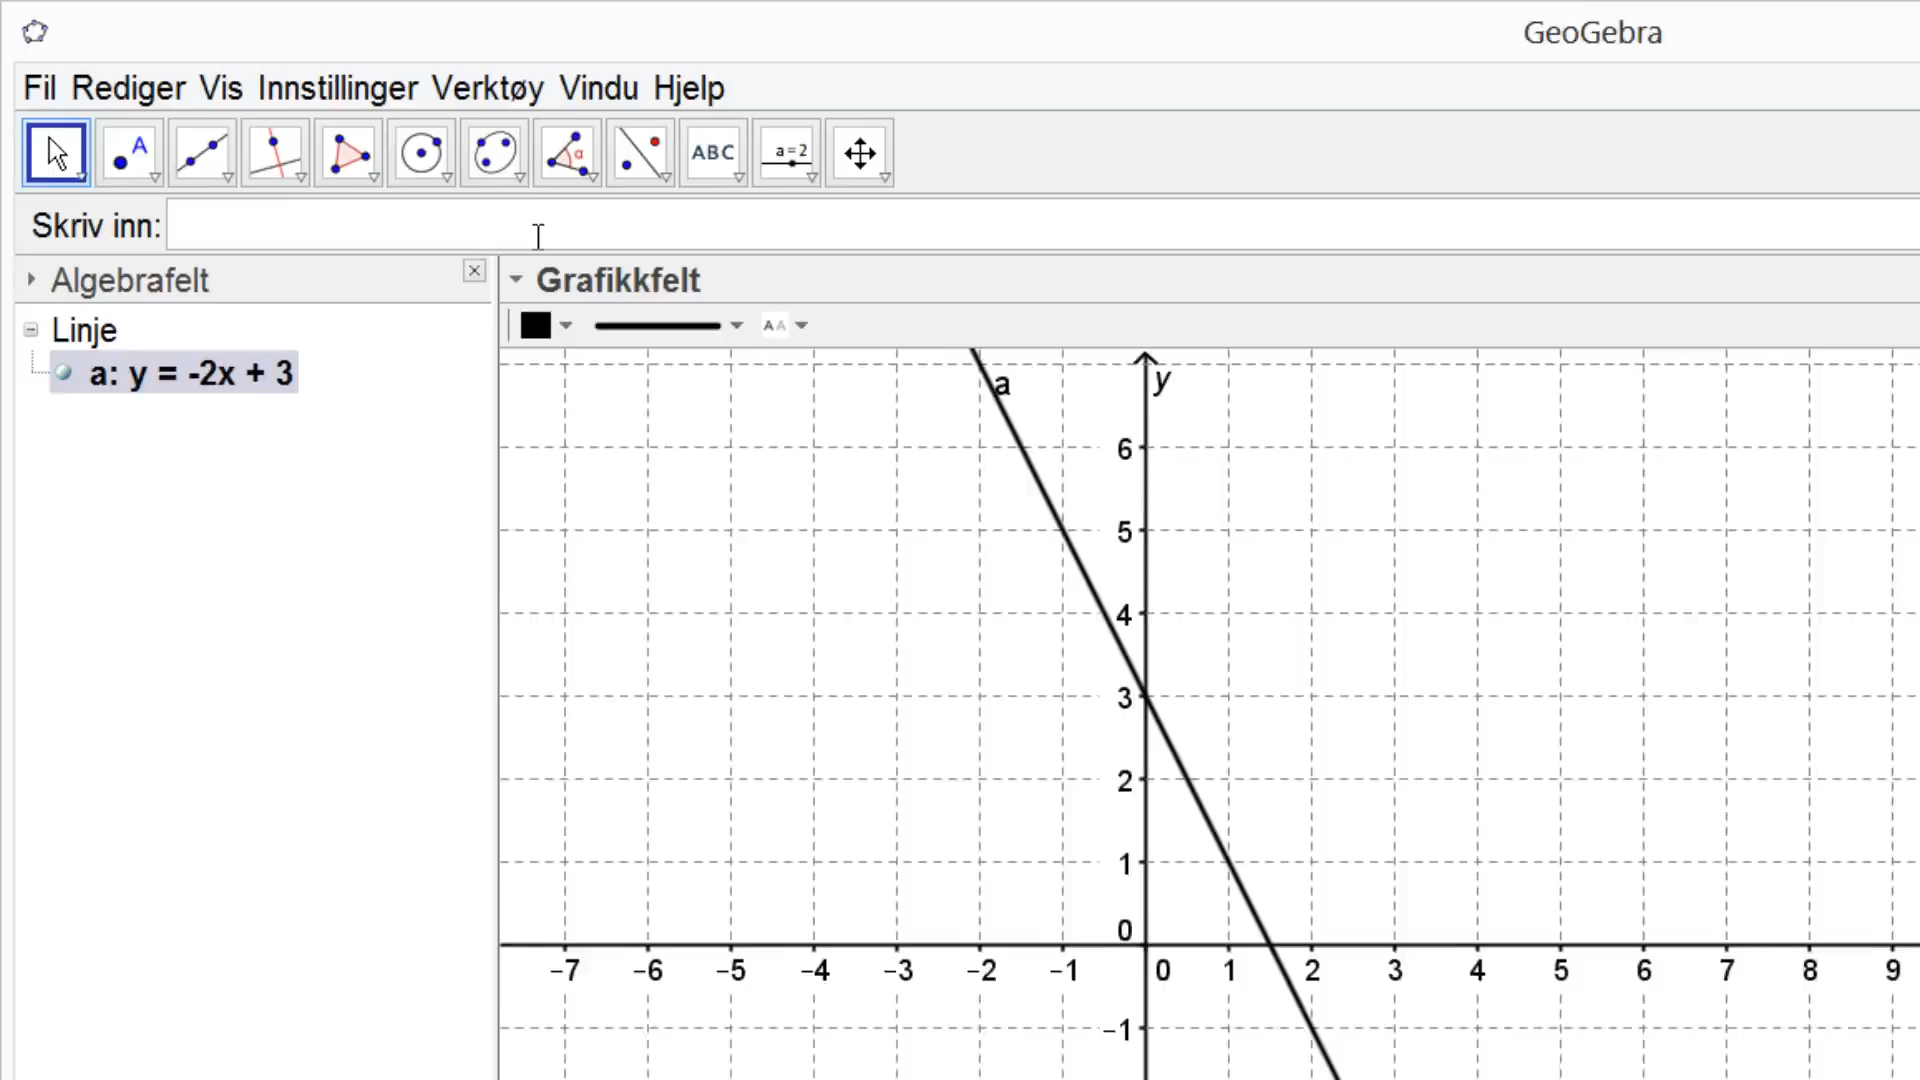 GeoGebra
Fil Rediger Vis Innstillinger Verktøy Vindu Hjelp
A α ABC a=2
Skriv inn:
Algebrafelt
Grafikkfelt
Linje
AA
a: y = -2x + 3
a
y
6
5
4
3
2
1
0
−7 −6 −5 −4 −3 −2 −1 0 1 2 3 4 5 6 7 8 9
−1